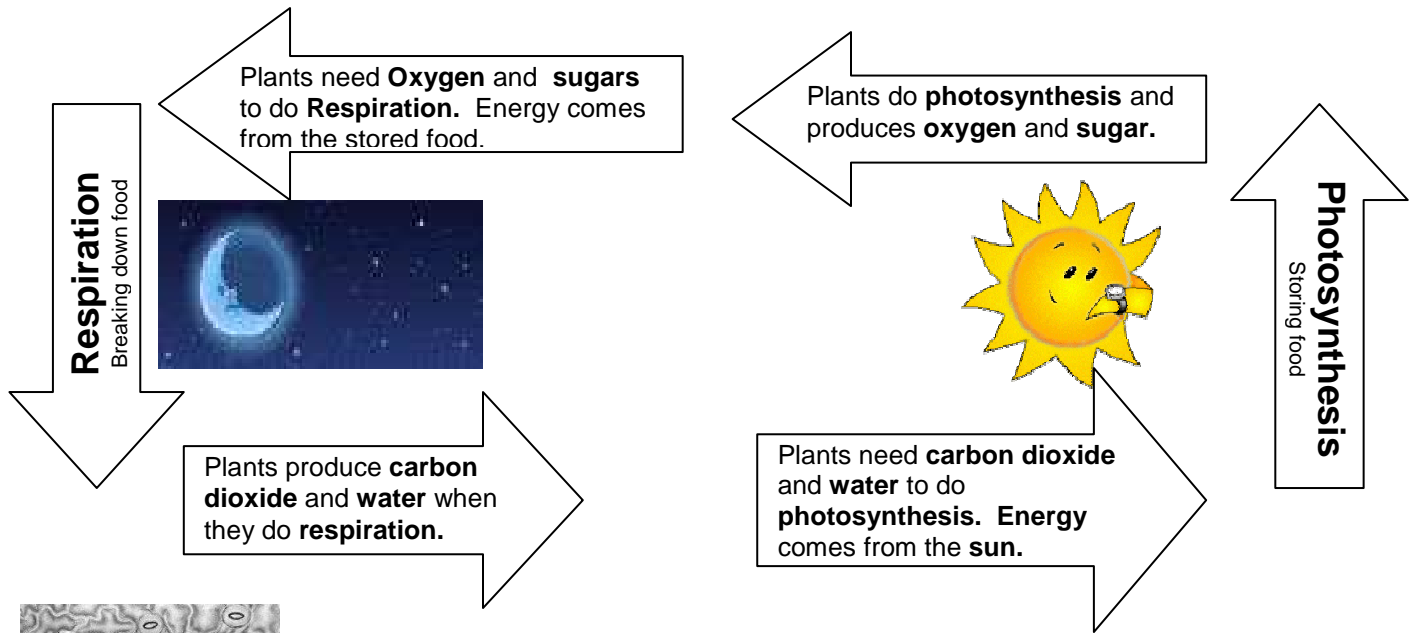 Plants need Oxygen and sugars
to do Respiration. Energy comes
from the stored food.
Plants do photosynthesis and
produces oxygen and sugar.
Respiration
Breaking down food
Photosynthesis
Storing food
Plants produce carbon
dioxide and water when
they do respiration.
Plants need carbon dioxide
and water to do
photosynthesis. Energy
comes from the sun.